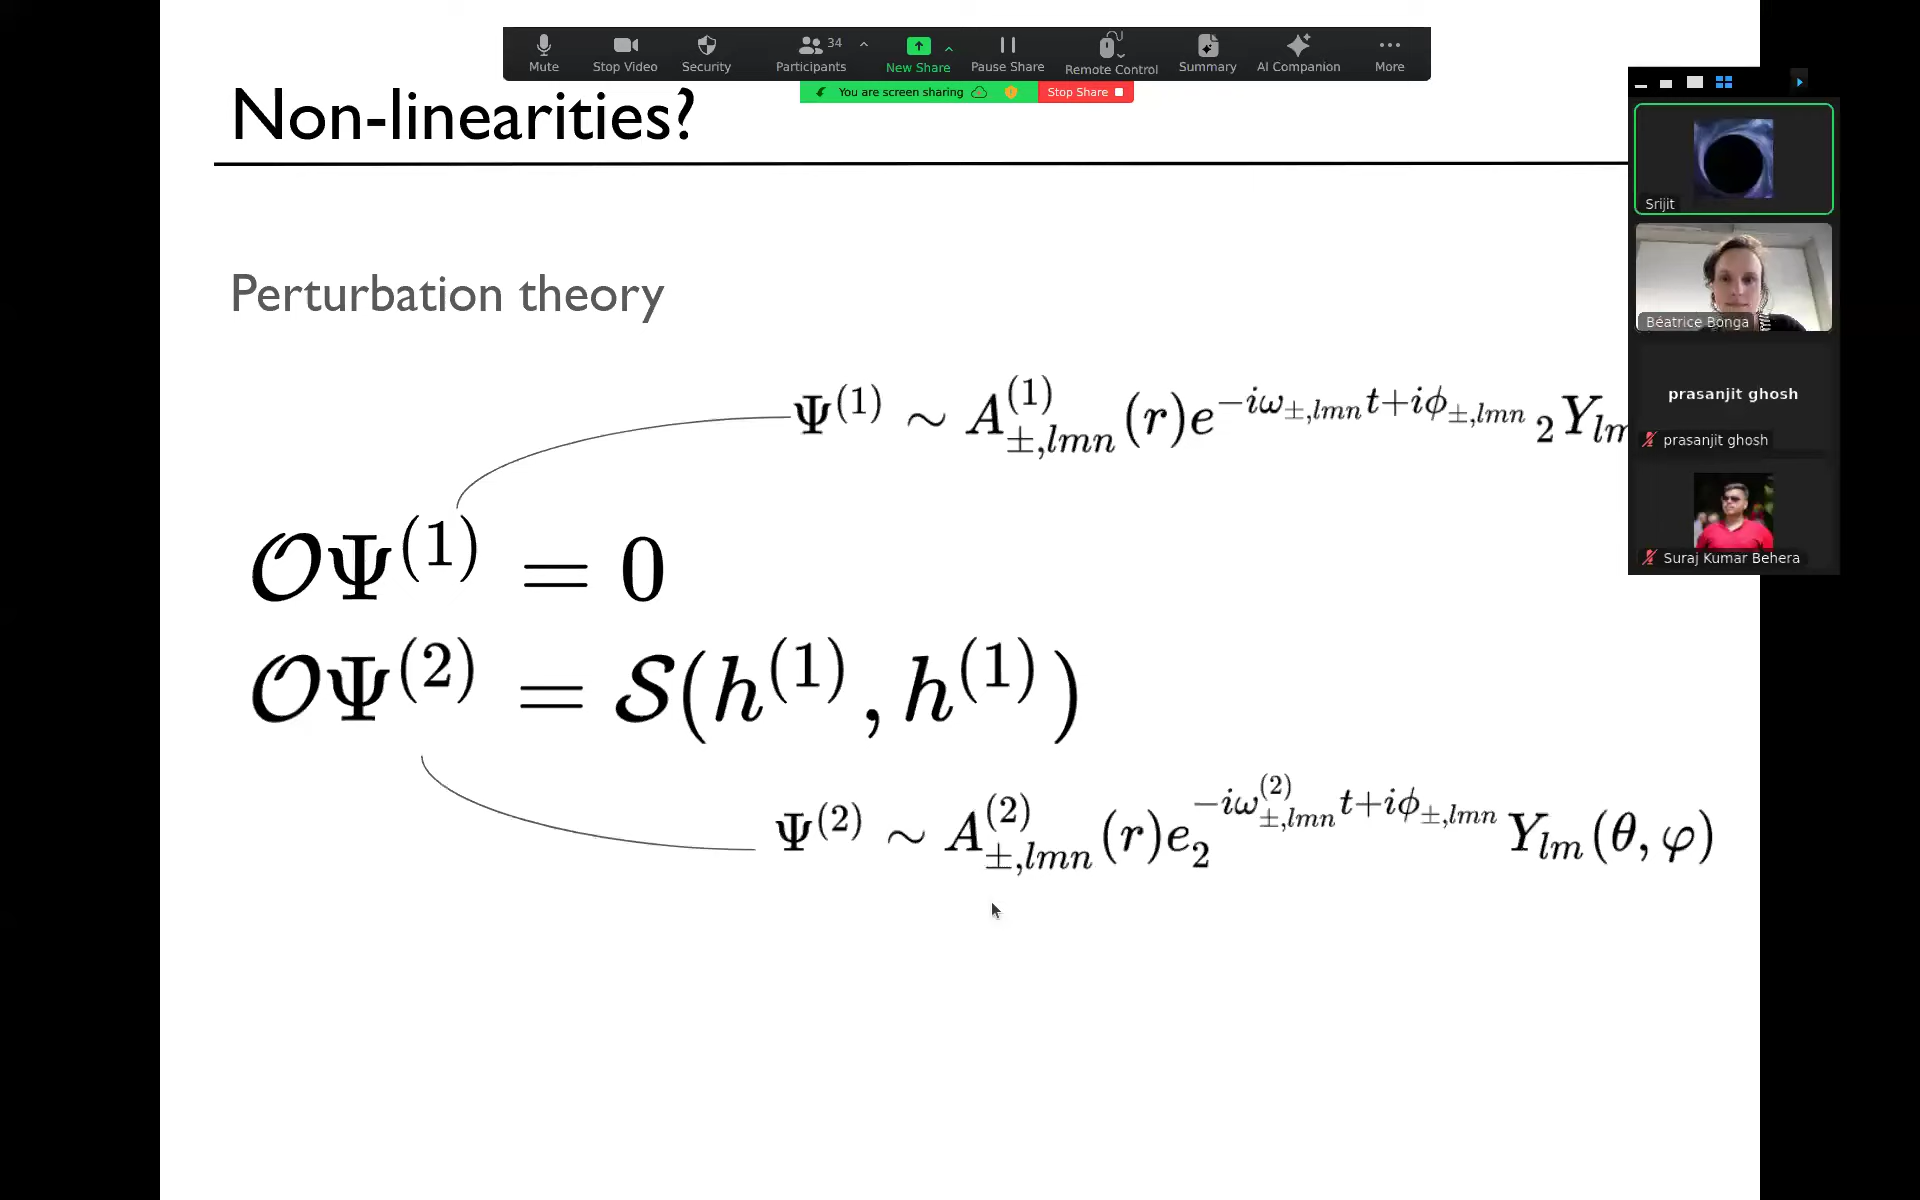 Mute Stop Video Security Participants 34 New Share Pause Share Remote Control Summary AI Companion More
You are screen sharing Stop Share
Non-linearities?
Srijit
Béatrice Bonga
prasanjit ghosh
prasanjit ghosh
Suraj Kumar Behera
Perturbation theory
Ψ^{(1)} ∼ A^{(1)}_{±,lmn}(r)e^{-iω_{±,lmn}t+iϕ_{±,lmn}} _2Y_{lm}
𝒪Ψ^{(1)} = 0
𝒪Ψ^{(2)} = 𝒮(h^{(1)}, h^{(1)})
Ψ^{(2)} ∼ A^{(2)}_{±,lmn}(r)e_2^{-iω^{(2)}_{±,lmn}t+iϕ_{±,lmn}} Y_{lm}(θ, φ)